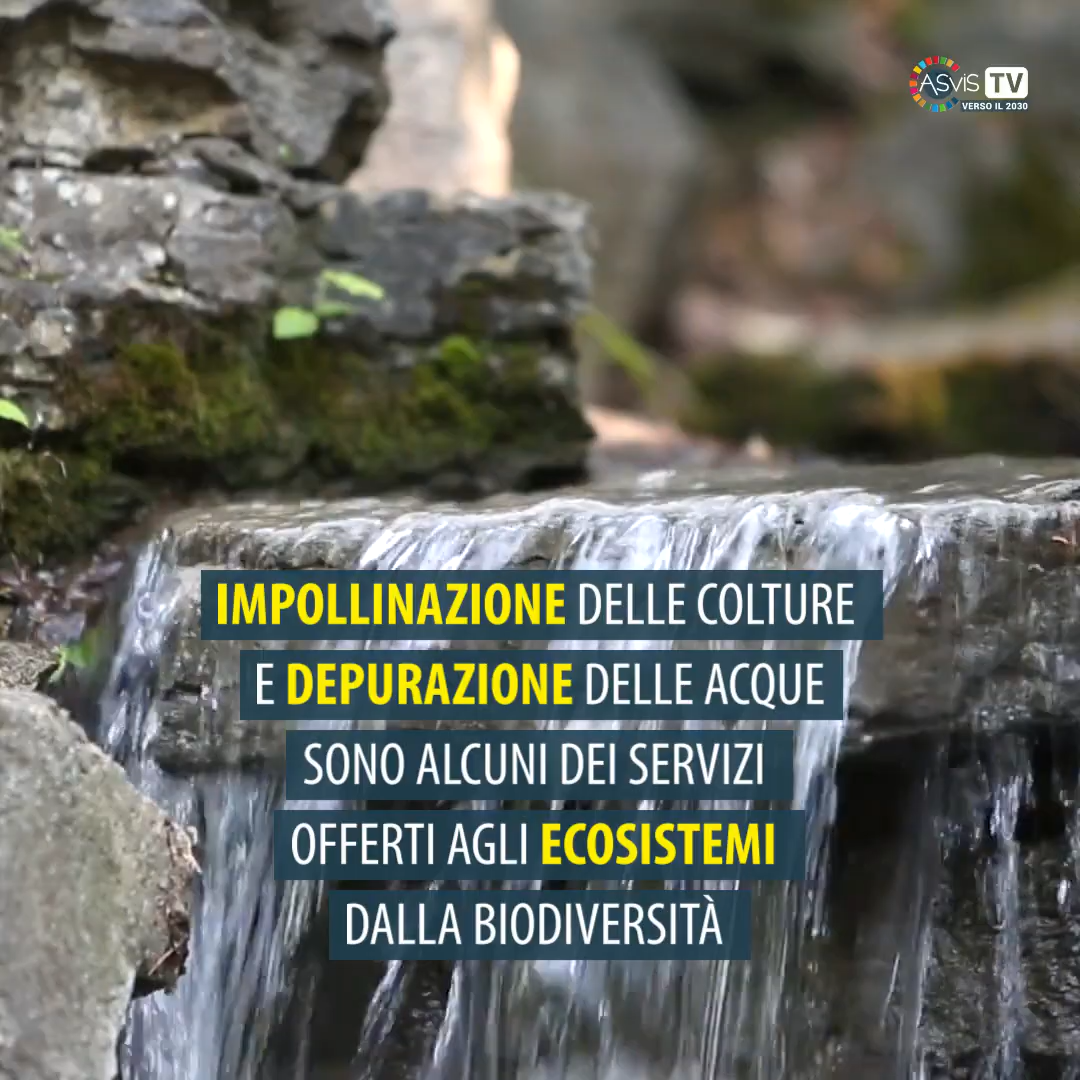 ASviS TV
VERSO IL 2030
IMPOLLINAZIONE DELLE COLTURE
E DEPURAZIONE DELLE ACQUE
SONO ALCUNI DEI SERVIZI
OFFERTI AGLI ECOSISTEMI
DALLA BIODIVERSITÀ